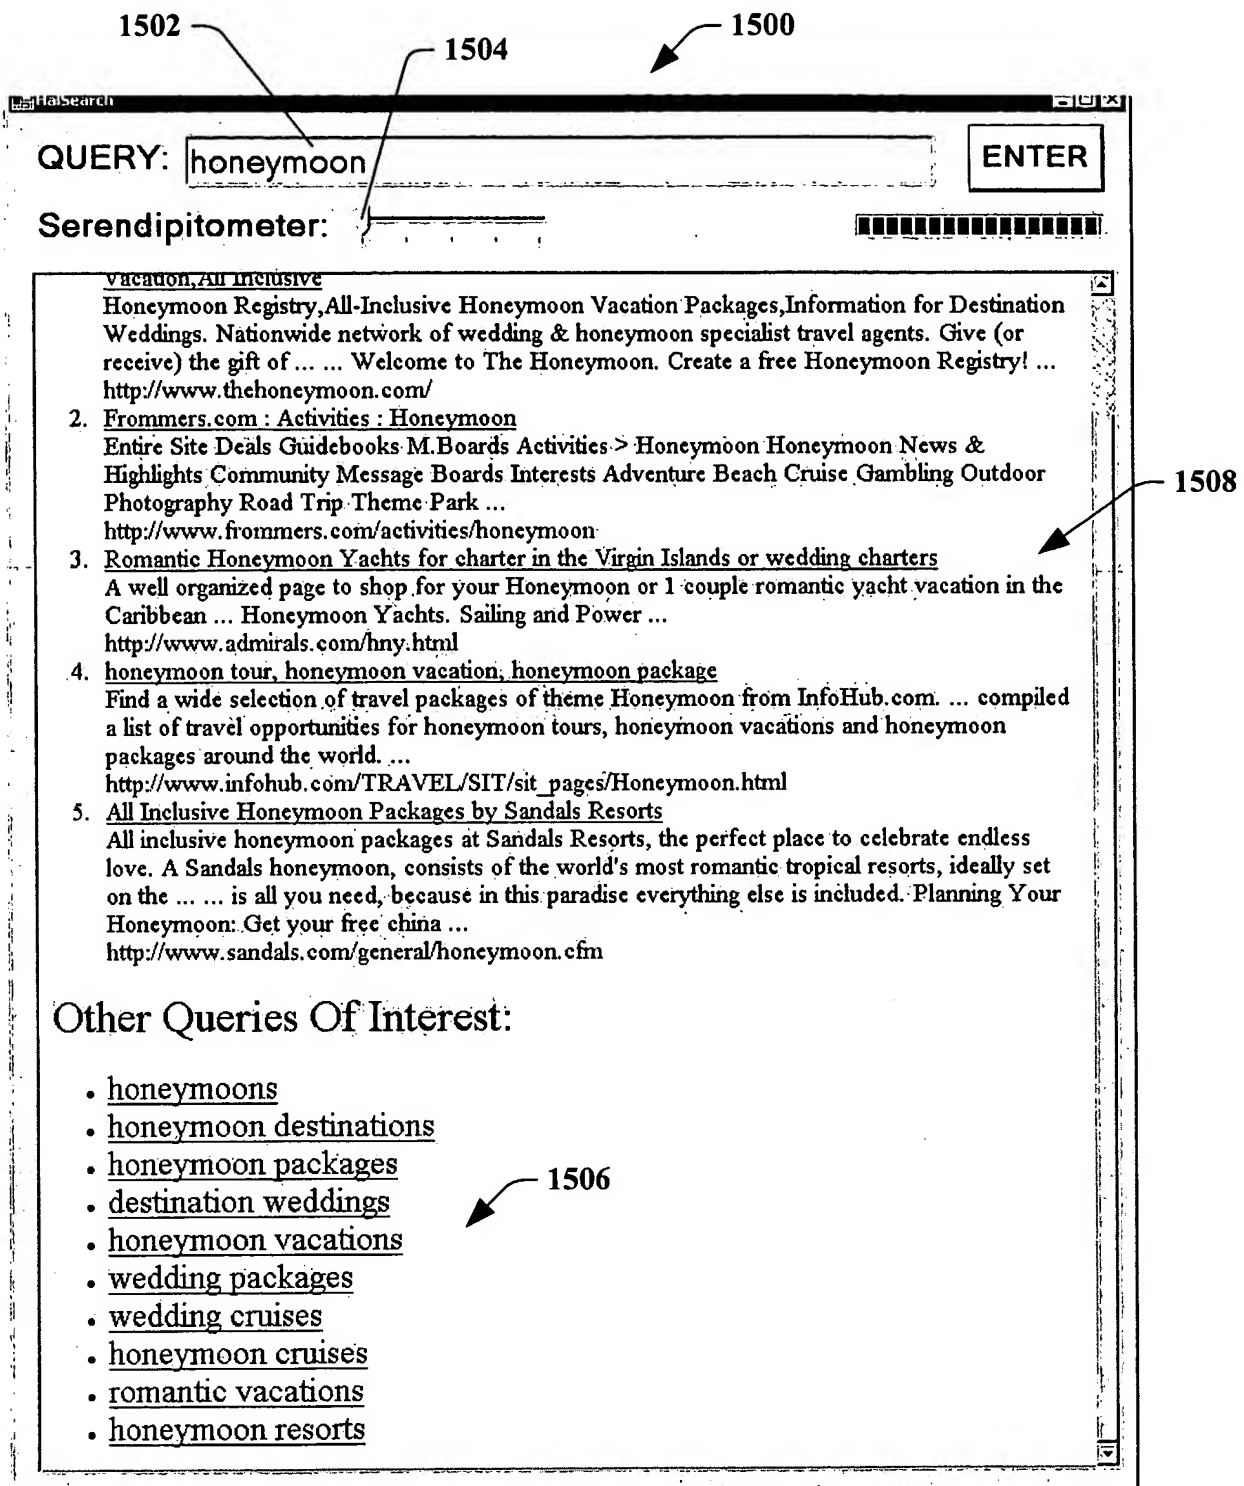 1502
1504
1500
HalSearch
QUERY: honeymoon ENTER
Serendipitometer:
Vacation,All Inclusive
Honeymoon Registry,All-Inclusive Honeymoon Vacation Packages,Information for Destination
Weddings. Nationwide network of wedding & honeymoon specialist travel agents. Give (or
receive) the gift of ... ... Welcome to The Honeymoon. Create a free Honeymoon Registry! ...
http://www.thehoneymoon.com/
2. Frommers.com : Activities : Honeymoon
Entire Site Deals Guidebooks M.Boards Activities > Honeymoon Honeymoon News &
Highlights Community Message Boards Interests Adventure Beach Cruise Gambling Outdoor
Photography Road Trip Theme Park ...
http://www.frommers.com/activities/honeymoon
1508
3. Romantic Honeymoon Yachts for charter in the Virgin Islands or wedding charters
A well organized page to shop for your Honeymoon or 1 couple romantic yacht vacation in the
Caribbean ... Honeymoon Yachts. Sailing and Power ...
http://www.admirals.com/hny.html
4. honeymoon tour, honeymoon vacation, honeymoon package
Find a wide selection of travel packages of theme Honeymoon from InfoHub.com. ... compiled
a list of travel opportunities for honeymoon tours, honeymoon vacations and honeymoon
packages around the world. ...
http://www.infohub.com/TRAVEL/SIT/sit_pages/Honeymoon.html
5. All Inclusive Honeymoon Packages by Sandals Resorts
All inclusive honeymoon packages at Sandals Resorts, the perfect place to celebrate endless
love. A Sandals honeymoon, consists of the world's most romantic tropical resorts, ideally set
on the ... ... is all you need, because in this paradise everything else is included. Planning Your
Honeymoon: Get your free china ...
http://www.sandals.com/general/honeymoon.cfm
Other Queries Of Interest:
• honeymoons
• honeymoon destinations
• honeymoon packages
1506
• destination weddings
• honeymoon vacations
• wedding packages
• wedding cruises
• honeymoon cruises
• romantic vacations
• honeymoon resorts